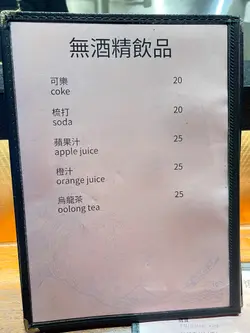 無酒精飲品
可樂 20
coke
梳打 20
soda
蘋果汁 25
apple juice
橙汁 25
orange juice
烏龍茶 25
oolong tea